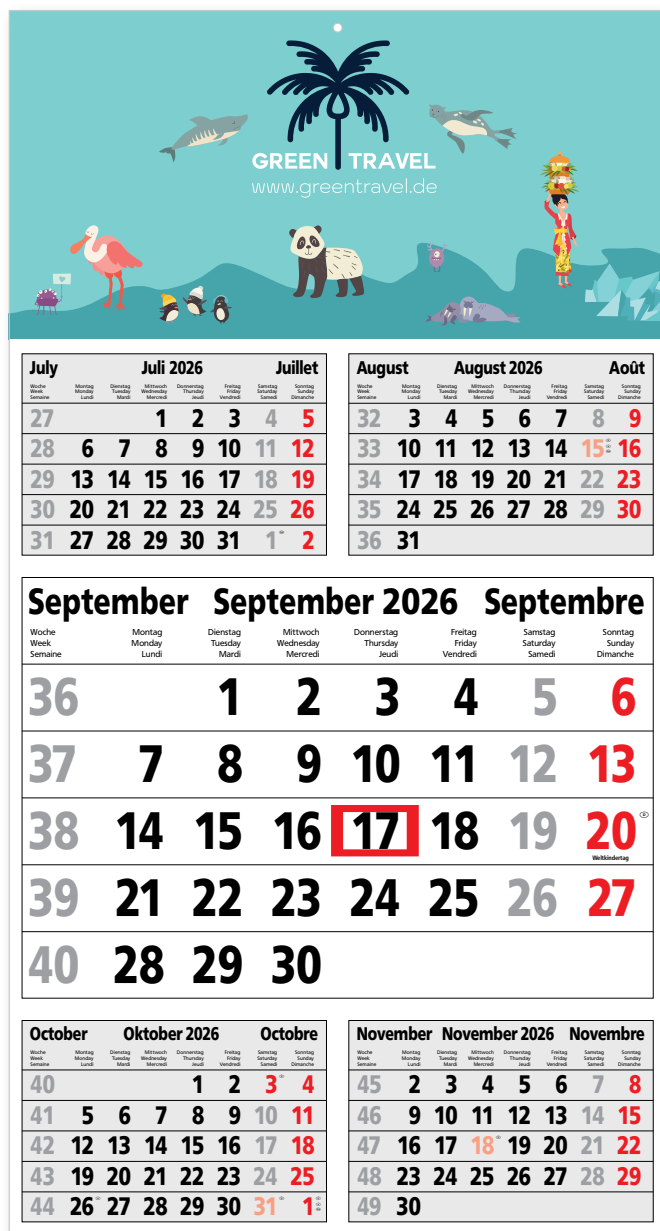 GREEN TRAVEL
www.greentravel.de
July Juli 2026 Juillet
Woche Montag Dienstag Mittwoch Donnerstag Freitag Samstag Sonntag
Week Monday Tuesday Wednesday Thursday Friday Saturday Sunday
Semaine Lundi Mardi Mercredi Jeudi Vendredi Samedi Dimanche
27 1 2 3 4 5
28 6 7 8 9 10 11 12
29 13 14 15 16 17 18 19
30 20 21 22 23 24 25 26
31 27 28 29 30 31 1 2
August August 2026 Août
Woche Montag Dienstag Mittwoch Donnerstag Freitag Samstag Sonntag
Week Monday Tuesday Wednesday Thursday Friday Saturday Sunday
Semaine Lundi Mardi Mercredi Jeudi Vendredi Samedi Dimanche
32 3 4 5 6 7 8 9
33 10 11 12 13 14 15 16
34 17 18 19 20 21 22 23
35 24 25 26 27 28 29 30
36 31
September September 2026 Septembre
Woche Montag Dienstag Mittwoch Donnerstag Freitag Samstag Sonntag
Week Monday Tuesday Wednesday Thursday Friday Saturday Sunday
Semaine Lundi Mardi Mercredi Jeudi Vendredi Samedi Dimanche
36 1 2 3 4 5 6
37 7 8 9 10 11 12 13
38 14 15 16 17 18 19 20
Weltkindertag
39 21 22 23 24 25 26 27
40 28 29 30
October Oktober 2026 Octobre
Woche Montag Dienstag Mittwoch Donnerstag Freitag Samstag Sonntag
Week Monday Tuesday Wednesday Thursday Friday Saturday Sunday
Semaine Lundi Mardi Mercredi Jeudi Vendredi Samedi Dimanche
40 1 2 3 4
41 5 6 7 8 9 10 11
42 12 13 14 15 16 17 18
43 19 20 21 22 23 24 25
44 26 27 28 29 30 31 1
November November 2026 Novembre
Woche Montag Dienstag Mittwoch Donnerstag Freitag Samstag Sonntag
Week Monday Tuesday Wednesday Thursday Friday Saturday Sunday
Semaine Lundi Mardi Mercredi Jeudi Vendredi Samedi Dimanche
45 2 3 4 5 6 7 8
46 9 10 11 12 13 14 15
47 16 17 18 19 20 21 22
48 23 24 25 26 27 28 29
49 30